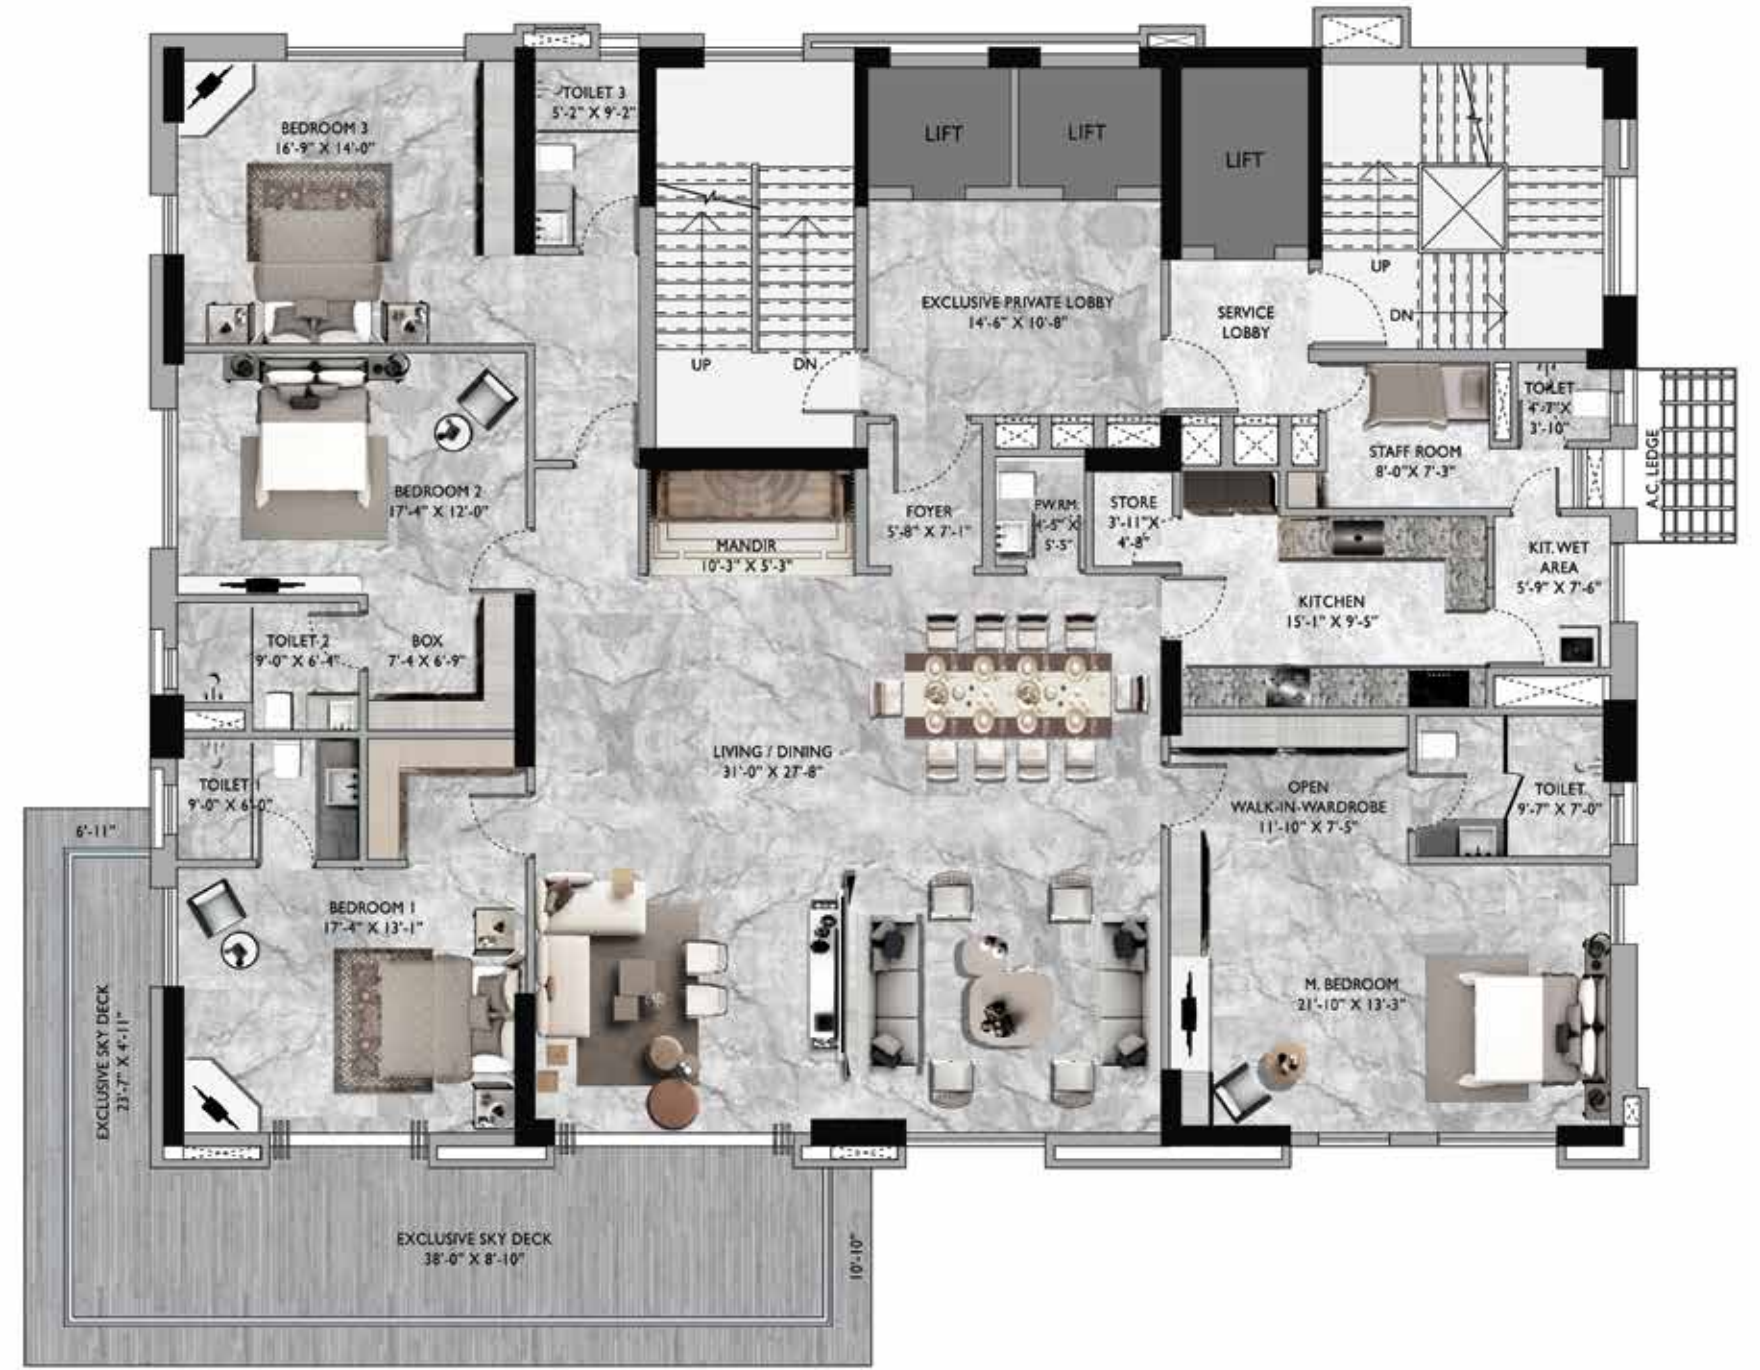 TOILET 3
5'-2" X 9'-2"
BEDROOM 3
16'-9" X 14'-0"
LIFT
LIFT
LIFT
UP
DN
EXCLUSIVE PRIVATE LOBBY
14'-6" X 10'-8"
SERVICE
LOBBY
UP
DN
TOILET
4'-7" X
3'-10"
A.C. LEDGE
STAFF ROOM
8'-0" X 7'-3"
BEDROOM 2
17'-4" X 12'-0"
MANDIR
10'-3" X 5'-3"
FOYER
5'-8" X 7'-1"
PW.RM.
4'-5" X
5'-5"
STORE
3'-11" X
4'-8"
KIT. WET
AREA
5'-9" X 7'-6"
KITCHEN
15'-1" X 9'-5"
TOILET 2
9'-0" X 6'-4"
BOX
7'-4 X 6'-9"
LIVING / DINING
31'-0" X 27'-8"
TOILET 1
9'-0" X 6'-0"
OPEN
WALK-IN-WARDROBE
11'-10" X 7'-5"
TOILET
9'-7" X 7'-0"
6'-11"
BEDROOM 1
17'-4" X 13'-1"
M. BEDROOM
21'-10" X 13'-3"
EXCLUSIVE SKY DECK
23'-7" X 4'-11"
EXCLUSIVE SKY DECK
38'-0" X 8'-10"
10'-10"